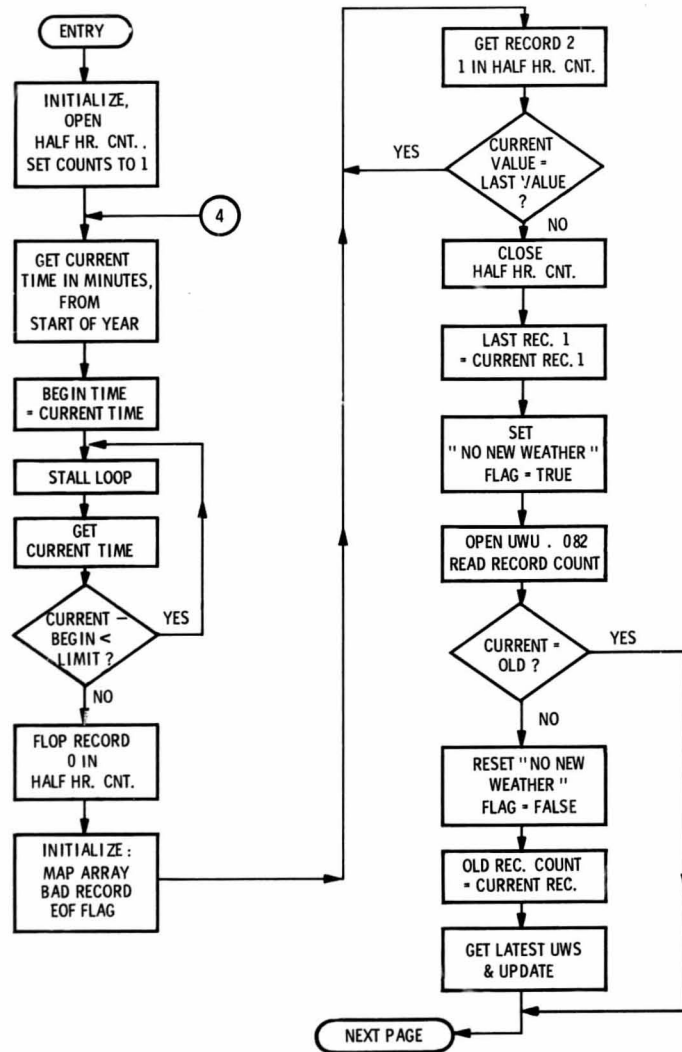 ENTRY
INITIALIZE,
OPEN
HALF HR. CNT..
SET COUNTS TO 1
4
GET CURRENT
TIME IN MINUTES,
FROM
START OF YEAR
BEGIN TIME
= CURRENT TIME
STALL LOOP
GET
CURRENT TIME
CURRENT –
BEGIN <
LIMIT ?
YES
NO
FLOP RECORD
0 IN
HALF HR. CNT.
INITIALIZE:
MAP ARRAY
BAD RECORD
EOF FLAG
GET RECORD 2
1 IN HALF HR. CNT.
CURRENT
VALUE =
LAST VALUE
?
YES
NO
CLOSE
HALF HR. CNT.
LAST REC. 1
= CURRENT REC. 1
SET
"NO NEW WEATHER"
FLAG = TRUE
OPEN UWU . 082
READ RECORD COUNT
CURRENT =
OLD ?
YES
NO
RESET "NO NEW
WEATHER"
FLAG = FALSE
OLD REC. COUNT
= CURRENT REC.
GET LATEST UWS
& UPDATE
NEXT PAGE